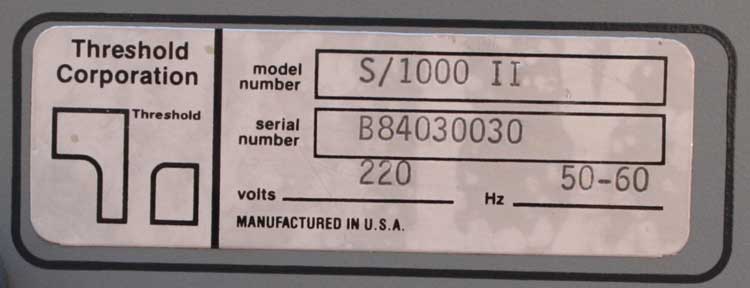 Threshold
Corporation
Threshold
model
number
S/1000 II
serial
number
B84030030
volts 220 Hz 50-60
MANUFACTURED IN U.S.A.